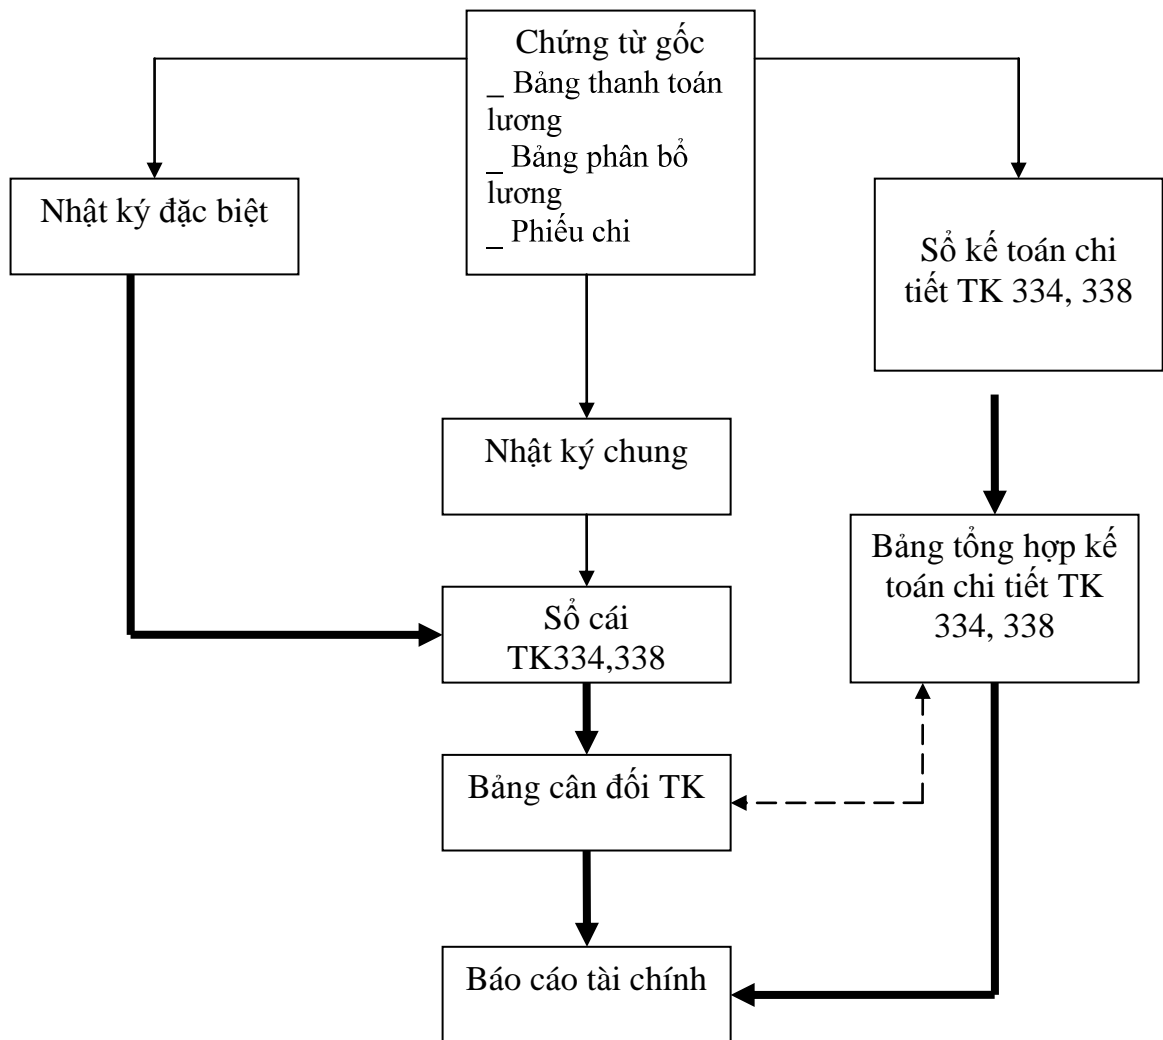 Chứng từ gốc
_ Bảng thanh toán
lương
_ Bảng phân bổ
lương
_ Phiếu chi
Nhật ký đặc biệt
Sổ kế toán chi
tiết TK 334, 338
Nhật ký chung
Bảng tổng hợp kế
toán chi tiết TK
334, 338
Sổ cái
TK334,338
Bảng cân đối TK
Báo cáo tài chính